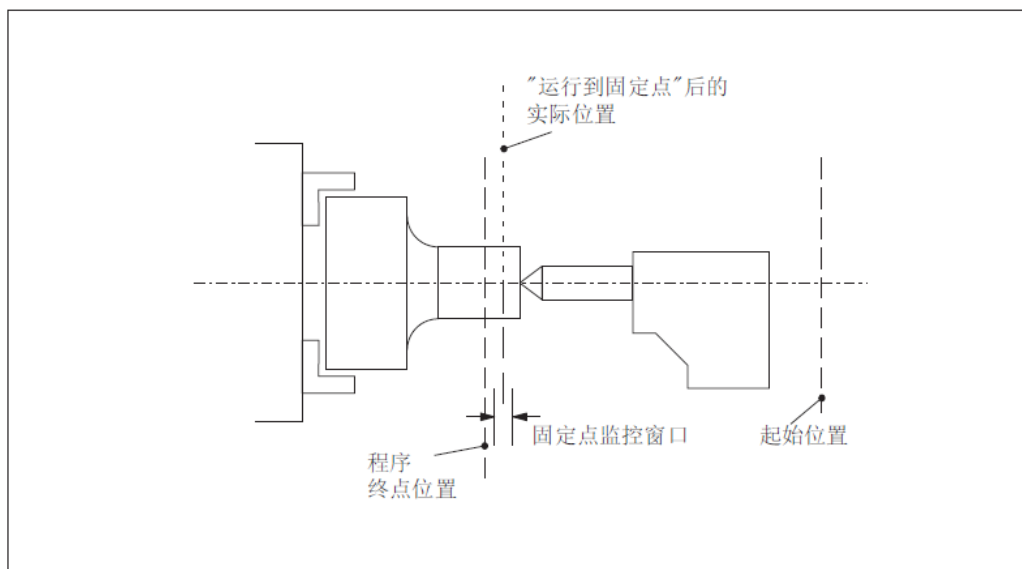 "运行到固定点"后的
实际位置
固定点监控窗口
起始位置
程序
终点位置